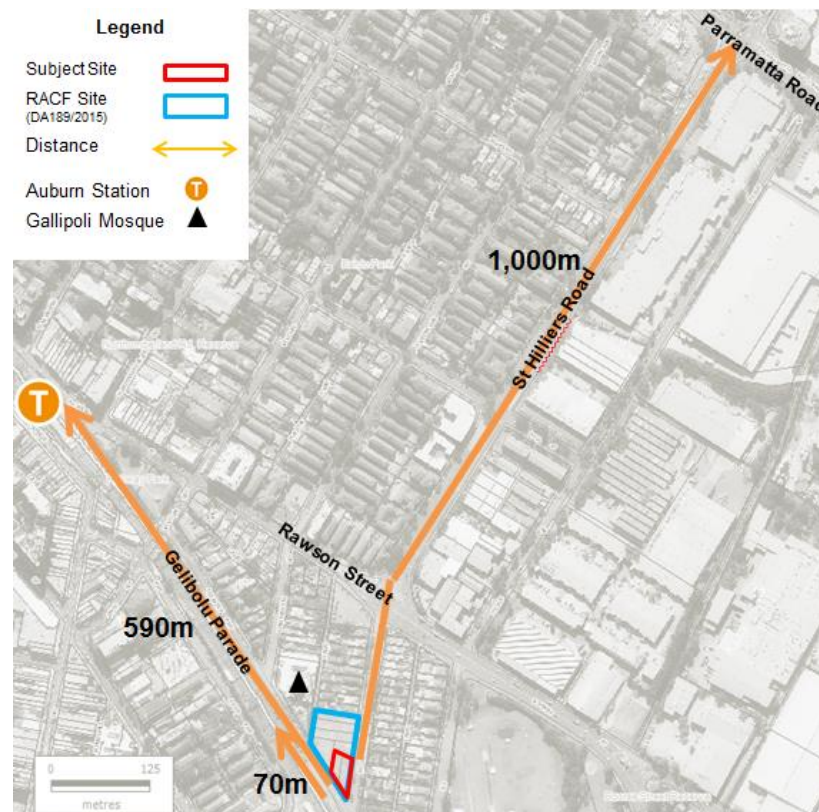 Legend
Subject Site
RACF Site
(DA189/2015)
Distance
Auburn Station
T
Gallipoli Mosque
Parramatta Road
1,000m
St Hilliers Road
T
Rawson Street
Gelibolu Parade
590m
70m
0 125
metres